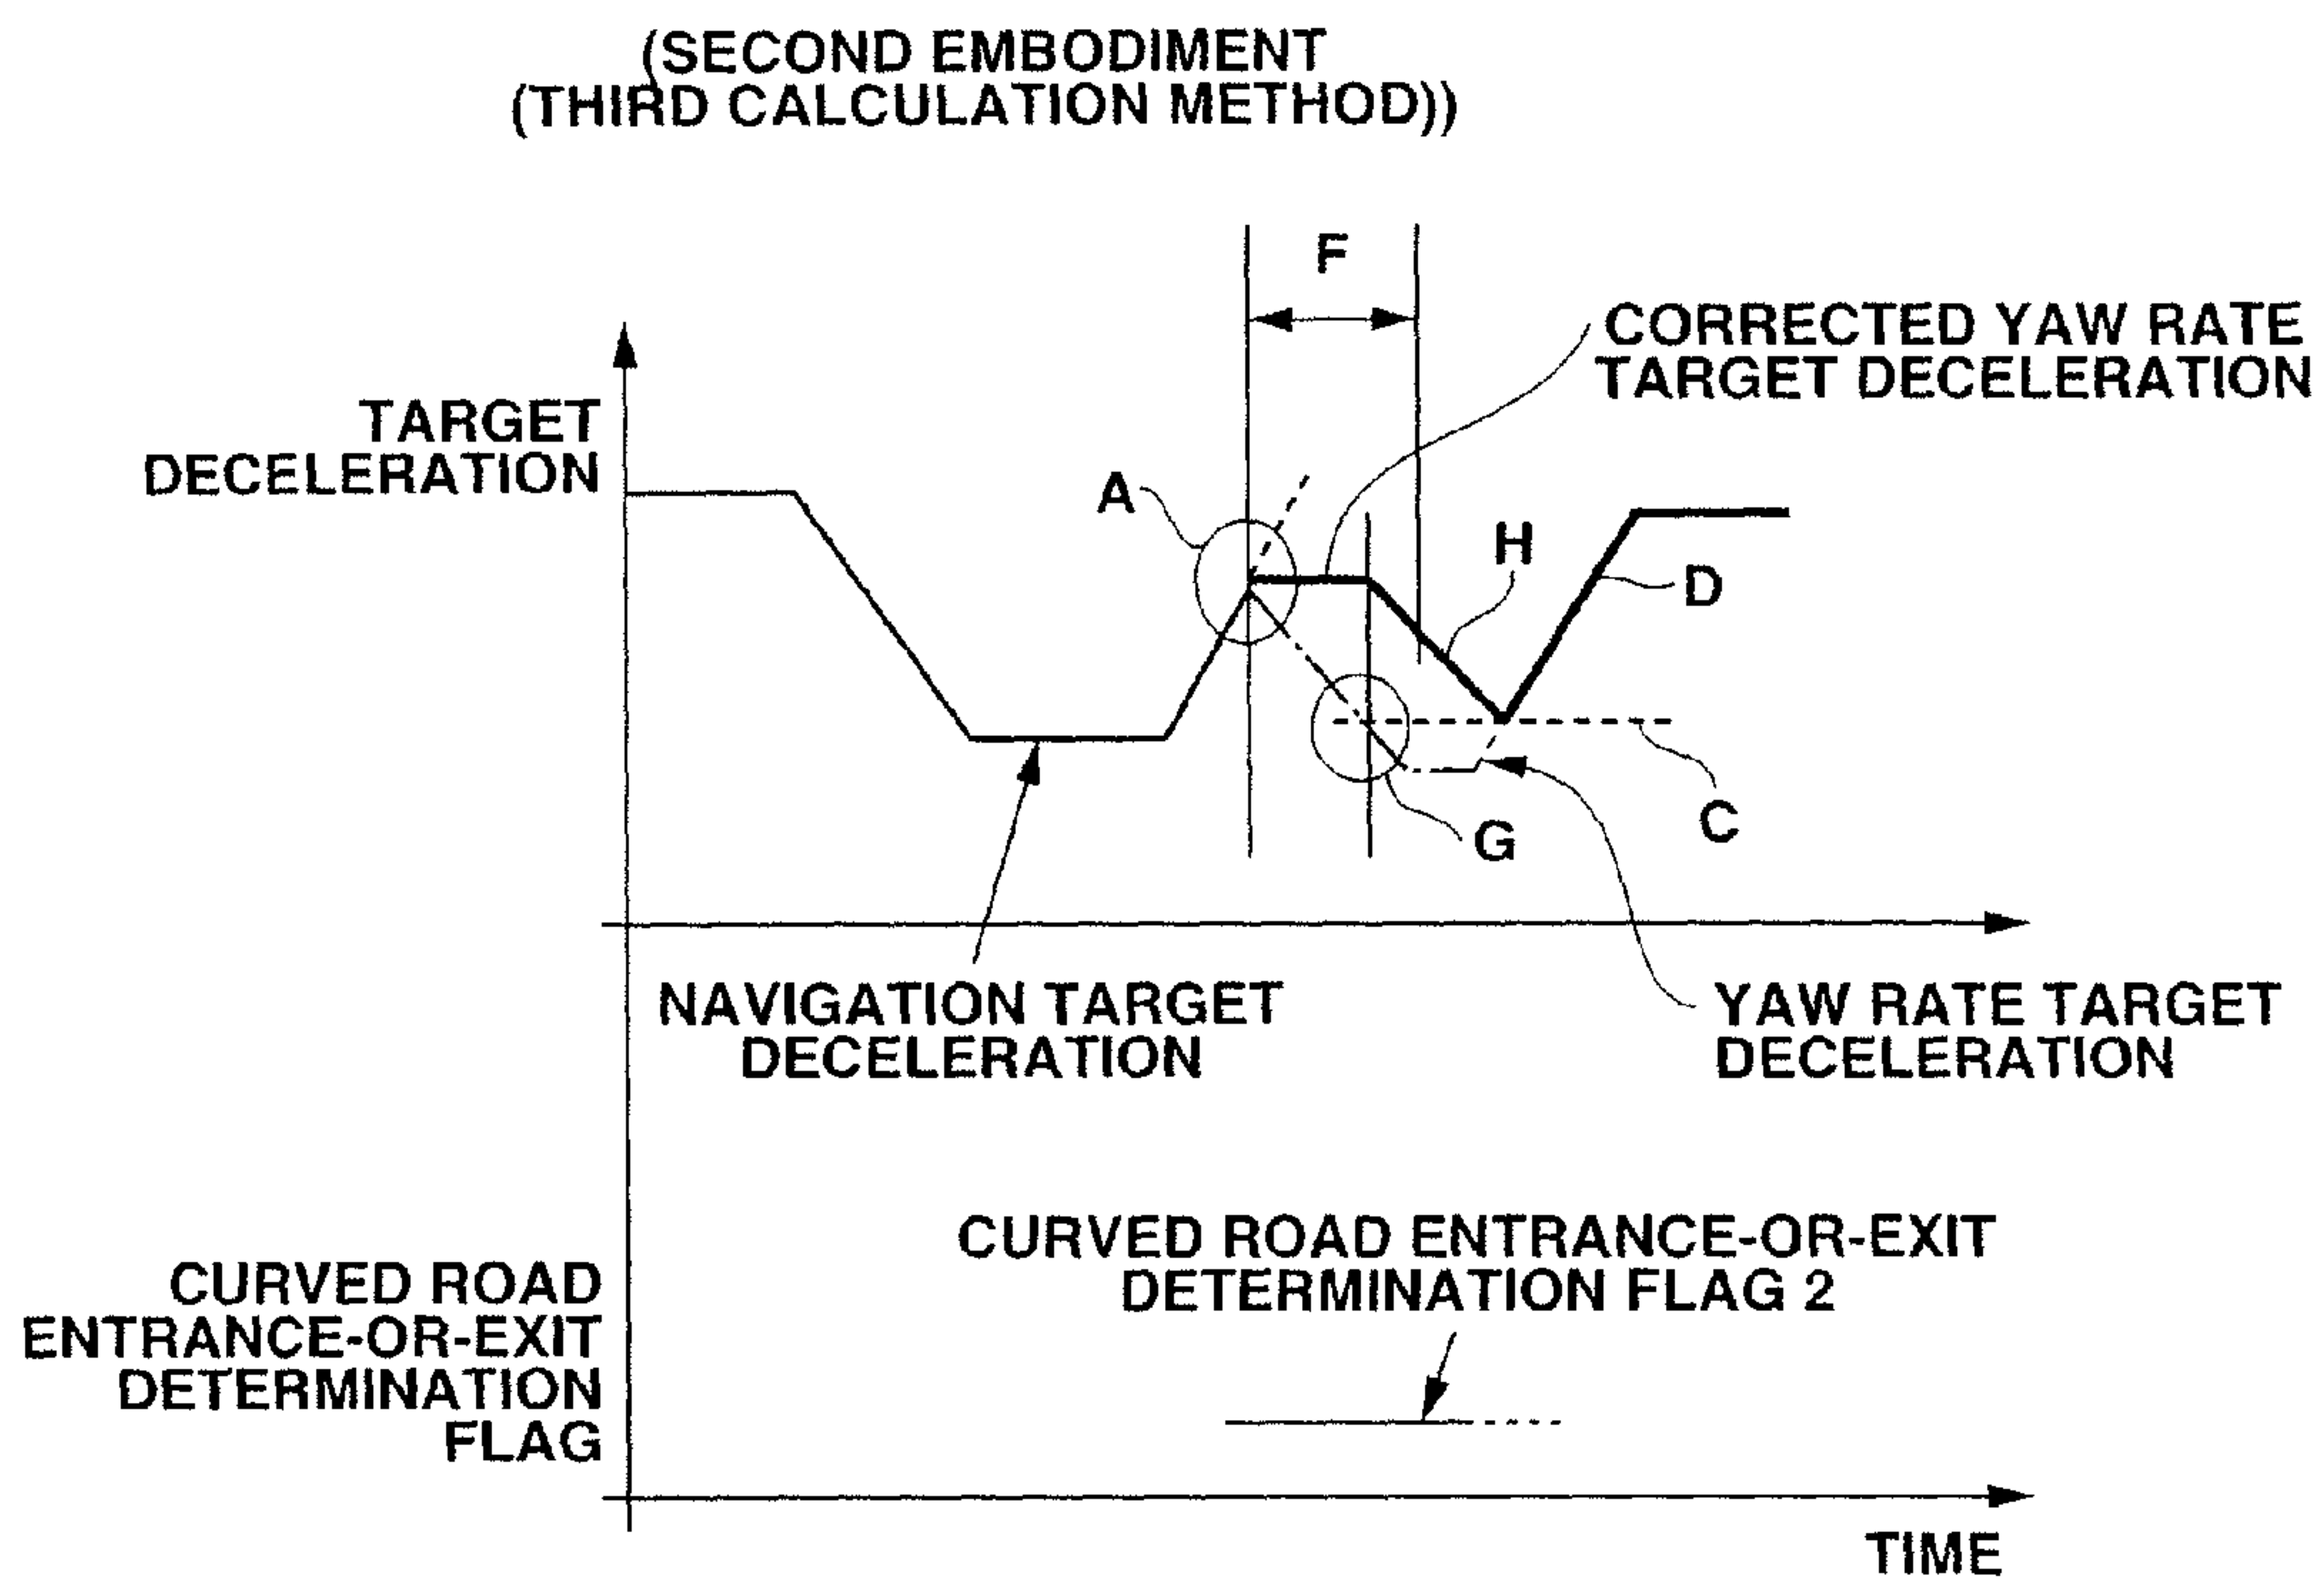 (SECOND EMBODIMENT
(THIRD CALCULATION METHOD))
F
CORRECTED YAW RATE
TARGET DECELERATION
TARGET
DECELERATION
A
H
D
C
G
NAVIGATION TARGET
DECELERATION
YAW RATE TARGET
DECELERATION
CURVED ROAD ENTRANCE-OR-EXIT
DETERMINATION FLAG 2
CURVED ROAD
ENTRANCE-OR-EXIT
DETERMINATION
FLAG
TIME